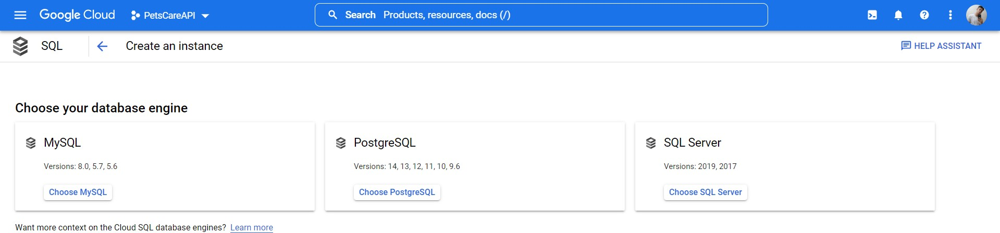 Google Cloud PetsCareAPI Search Products, resources, docs (/)
SQL Create an instance HELP ASSISTANT
Choose your database engine
MySQL
Versions: 8.0, 5.7, 5.6
Choose MySQL
PostgreSQL
Versions: 14, 13, 12, 11, 10, 9.6
Choose PostgreSQL
SQL Server
Versions: 2019, 2017
Choose SQL Server
Want more context on the Cloud SQL database engines? Learn more